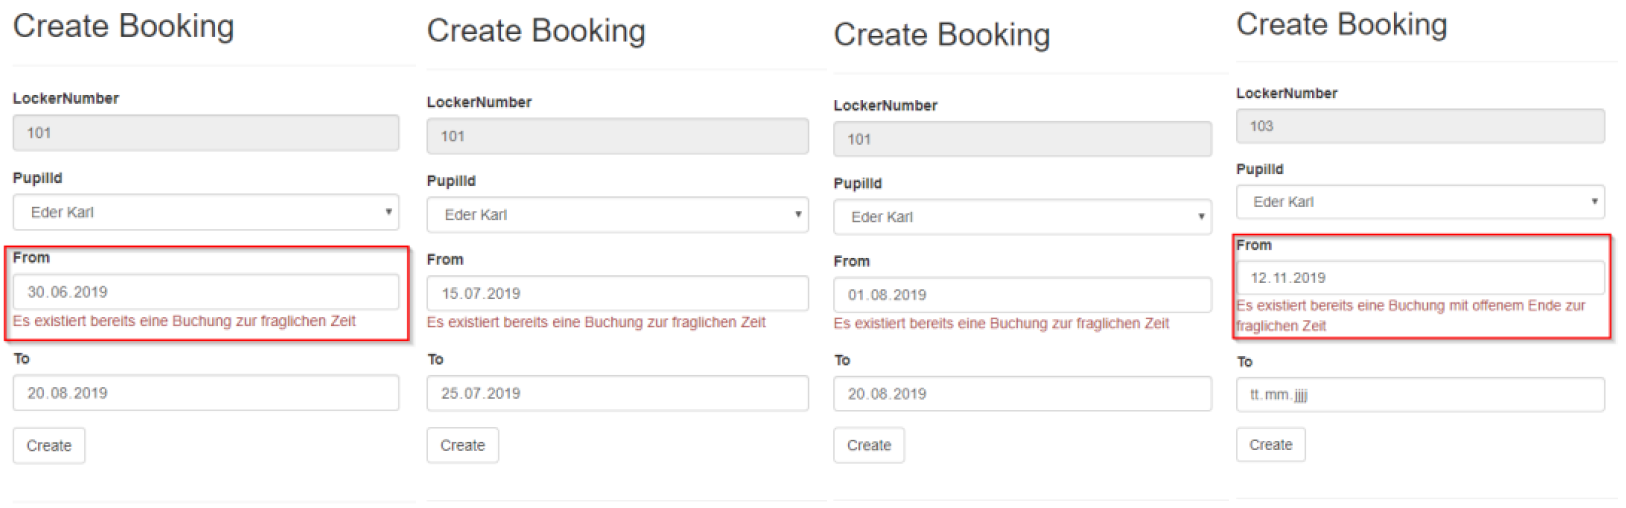 Create Booking
LockerNumber
101
PupilId
Eder Karl
From
30.06.2019
Es existiert bereits eine Buchung zur fraglichen Zeit
To
20.08.2019
Create
Create Booking
LockerNumber
101
PupilId
Eder Karl
From
15.07.2019
Es existiert bereits eine Buchung zur fraglichen Zeit
To
25.07.2019
Create
Create Booking
LockerNumber
101
PupilId
Eder Karl
From
01.08.2019
Es existiert bereits eine Buchung zur fraglichen Zeit
To
20.08.2019
Create
Create Booking
LockerNumber
103
PupilId
Eder Karl
From
12.11.2019
Es existiert bereits eine Buchung mit offenem Ende zur
fraglichen Zeit
To
tt.mm.jjjj
Create